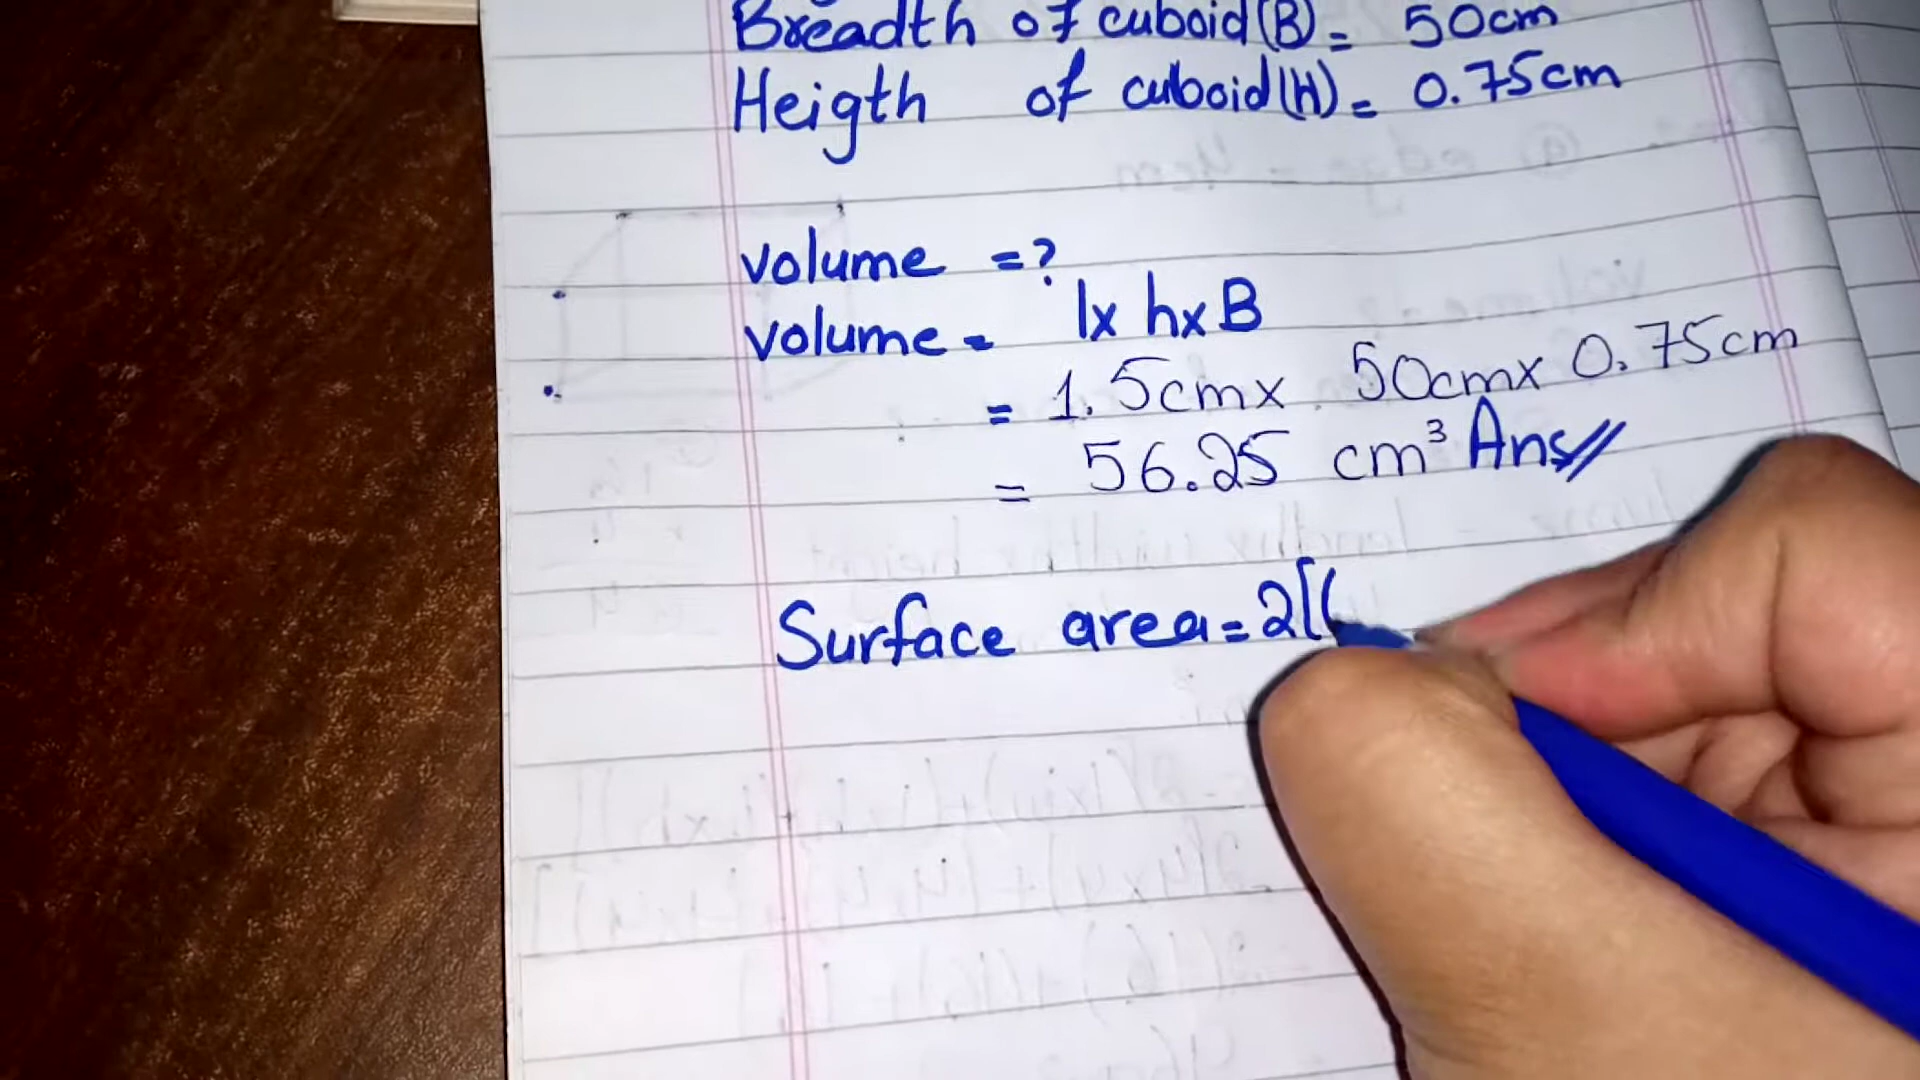 Breadth of cuboid(B) = 50cm
Heigth of cuboid(H) = 0.75cm
volume = ?
volume = l x h x B
= 1.5cm x 50cm x 0.75cm
= 56.25 cm³ Ans//
Surface area = 2[(